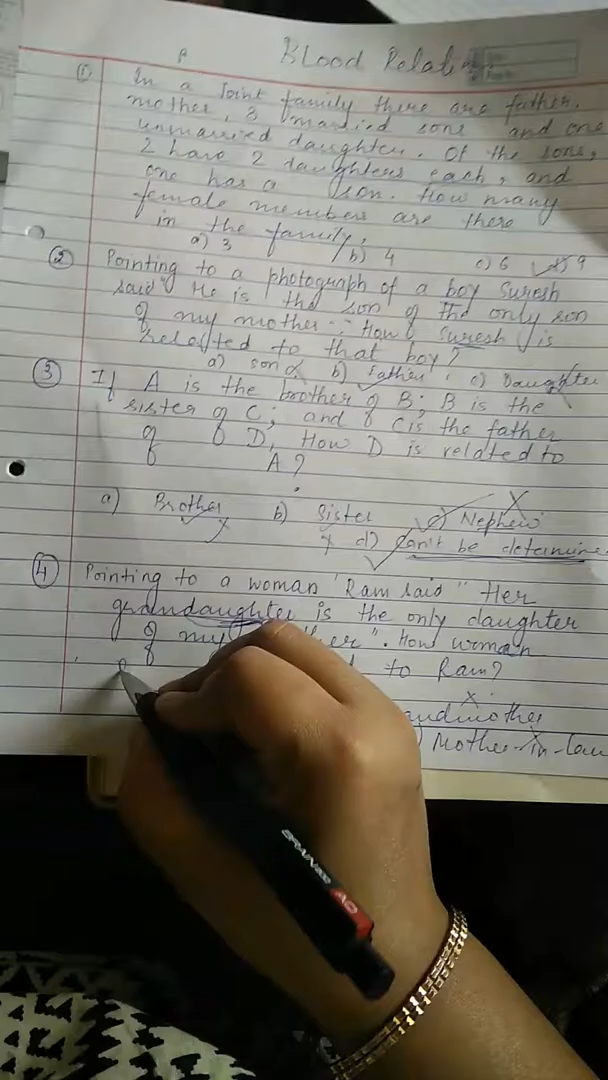 Blood Relati
P
① In a Joint family there are father,
mother, 3 married sons and one
unmarried daughter. Of the sons,
2 have 2 daughters each, and
one has a son. How many
female members are there
in the family?
a) 3 b) 4 c) 6 d) 9
② Pointing to a photograph of a boy Suresh
said" He is the son of the only son
of my mother". How Suresh is
related to that boy?
a) son b) Father c) Daughter
③ If A is the brother of B; B is the
sister of C; and C is the father
of D, How D is related to
A?
a) Brother b) Sister c) Nephew
d) Can't be determine
④ Pointing to a woman Ram said " Her
granddaughter is the only daughter
of my ther". How woman
to Ram?
andmother
Mother-in-law